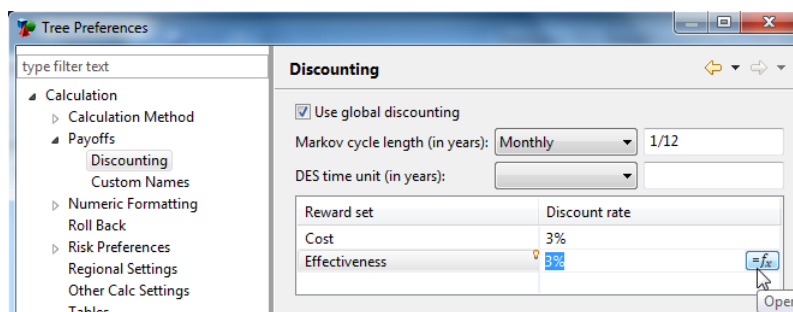 Tree Preferences
type filter text
Calculation
Calculation Method
Payoffs
Discounting
Custom Names
Numeric Formatting
Roll Back
Risk Preferences
Regional Settings
Other Calc Settings
Tables
Discounting
Use global discounting
Markov cycle length (in years): Monthly 1/12
DES time unit (in years):
Reward set Discount rate
Cost 3%
Effectiveness 3% =fx
Open